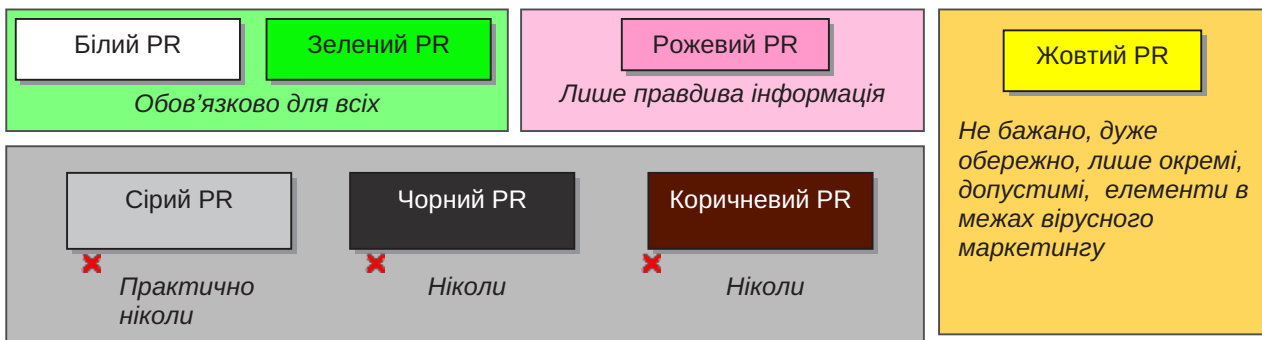 Білий PR
Зелений PR
Обов’язково для всіх
Рожевий PR
Лише правдива інформація
Жовтий PR
Не бажано, дуже
обережно, лише окремі,
допустимі, елементи в
межах вірусного
маркетингу
Сірий PR
Чорний PR
Коричневий PR
Практично
ніколи
Ніколи
Ніколи